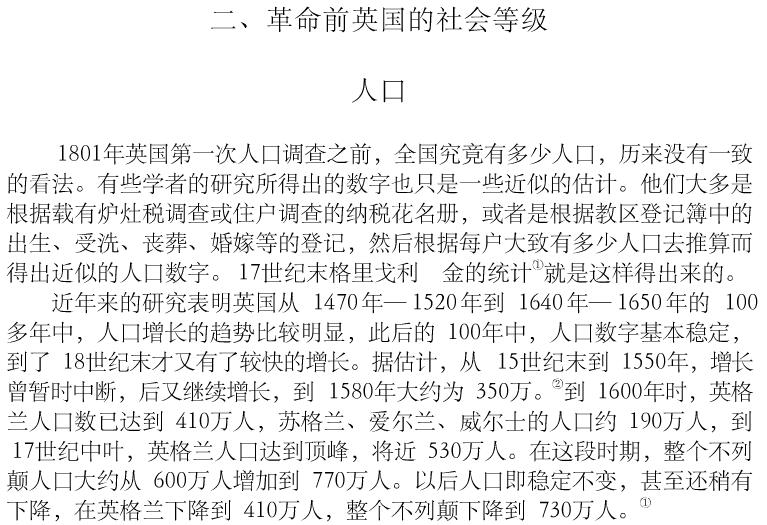 二、革命前英国的社会等级
人口
1801年英国第一次人口调查之前，全国究竟有多少人口，历来没有一致
的看法。有些学者的研究所得出的数字也只是一些近似的估计。他们大多是
根据载有炉灶税调查或住户调查的纳税花名册，或者是根据教区登记簿中的
出生、受洗、丧葬、婚嫁等的登记，然后根据每户大致有多少人口去推算而
得出近似的人口数字。17世纪末格里戈利　金的统计①就是这样得出来的。
近年来的研究表明英国从 1470年—1520年到 1640年—1650年的 100
多年中，人口增长的趋势比较明显，此后的 100年中，人口数字基本稳定，
到了 18世纪末才又有了较快的增长。据估计，从 15世纪末到 1550年，增长
曾暂时中断，后又继续增长，到 1580年大约为 350万。②到 1600年时，英格
兰人口数已达到 410万人，苏格兰、爱尔兰、威尔士的人口约 190万人，到
17世纪中叶，英格兰人口达到顶峰，将近 530万人。在这段时期，整个不列
颠人口大约从 600万人增加到 770万人。以后人口即稳定不变，甚至还稍有
下降，在英格兰下降到 410万人，整个不列颠下降到 730万人。①